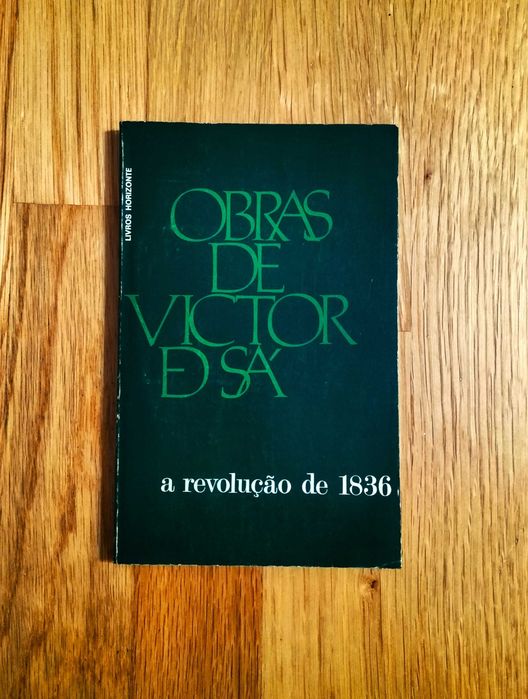 LIVROS HORIZONTE
OBRAS
DE
VICTOR
DE SÁ
a revolução de 1836